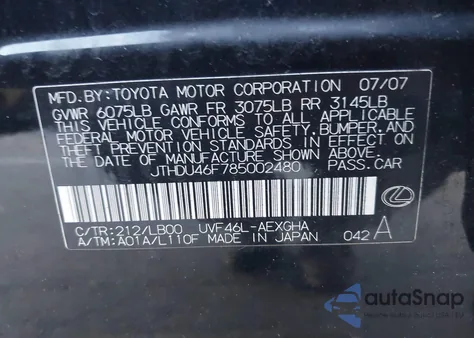 MFD.BY:TOYOTA MOTOR CORPORATION 07/07
GVWR 6075LB GAWR FR 3075LB RR 3145LB
THIS VEHICLE CONFORMS TO ALL APPLICABLE
FEDERAL MOTOR VEHICLE SAFETY, BUMPER, AND
THEFT PREVENTION STANDARDS IN EFFECT ON
THE DATE OF MANUFACTURE SHOWN ABOVE.
JTHDU46F785002480 PASS.CAR
C/TR:212/LB00 UVF46L-AEXGHA
A/TM:A01A/L110F MADE IN JAPAN 042 A
autoSnap